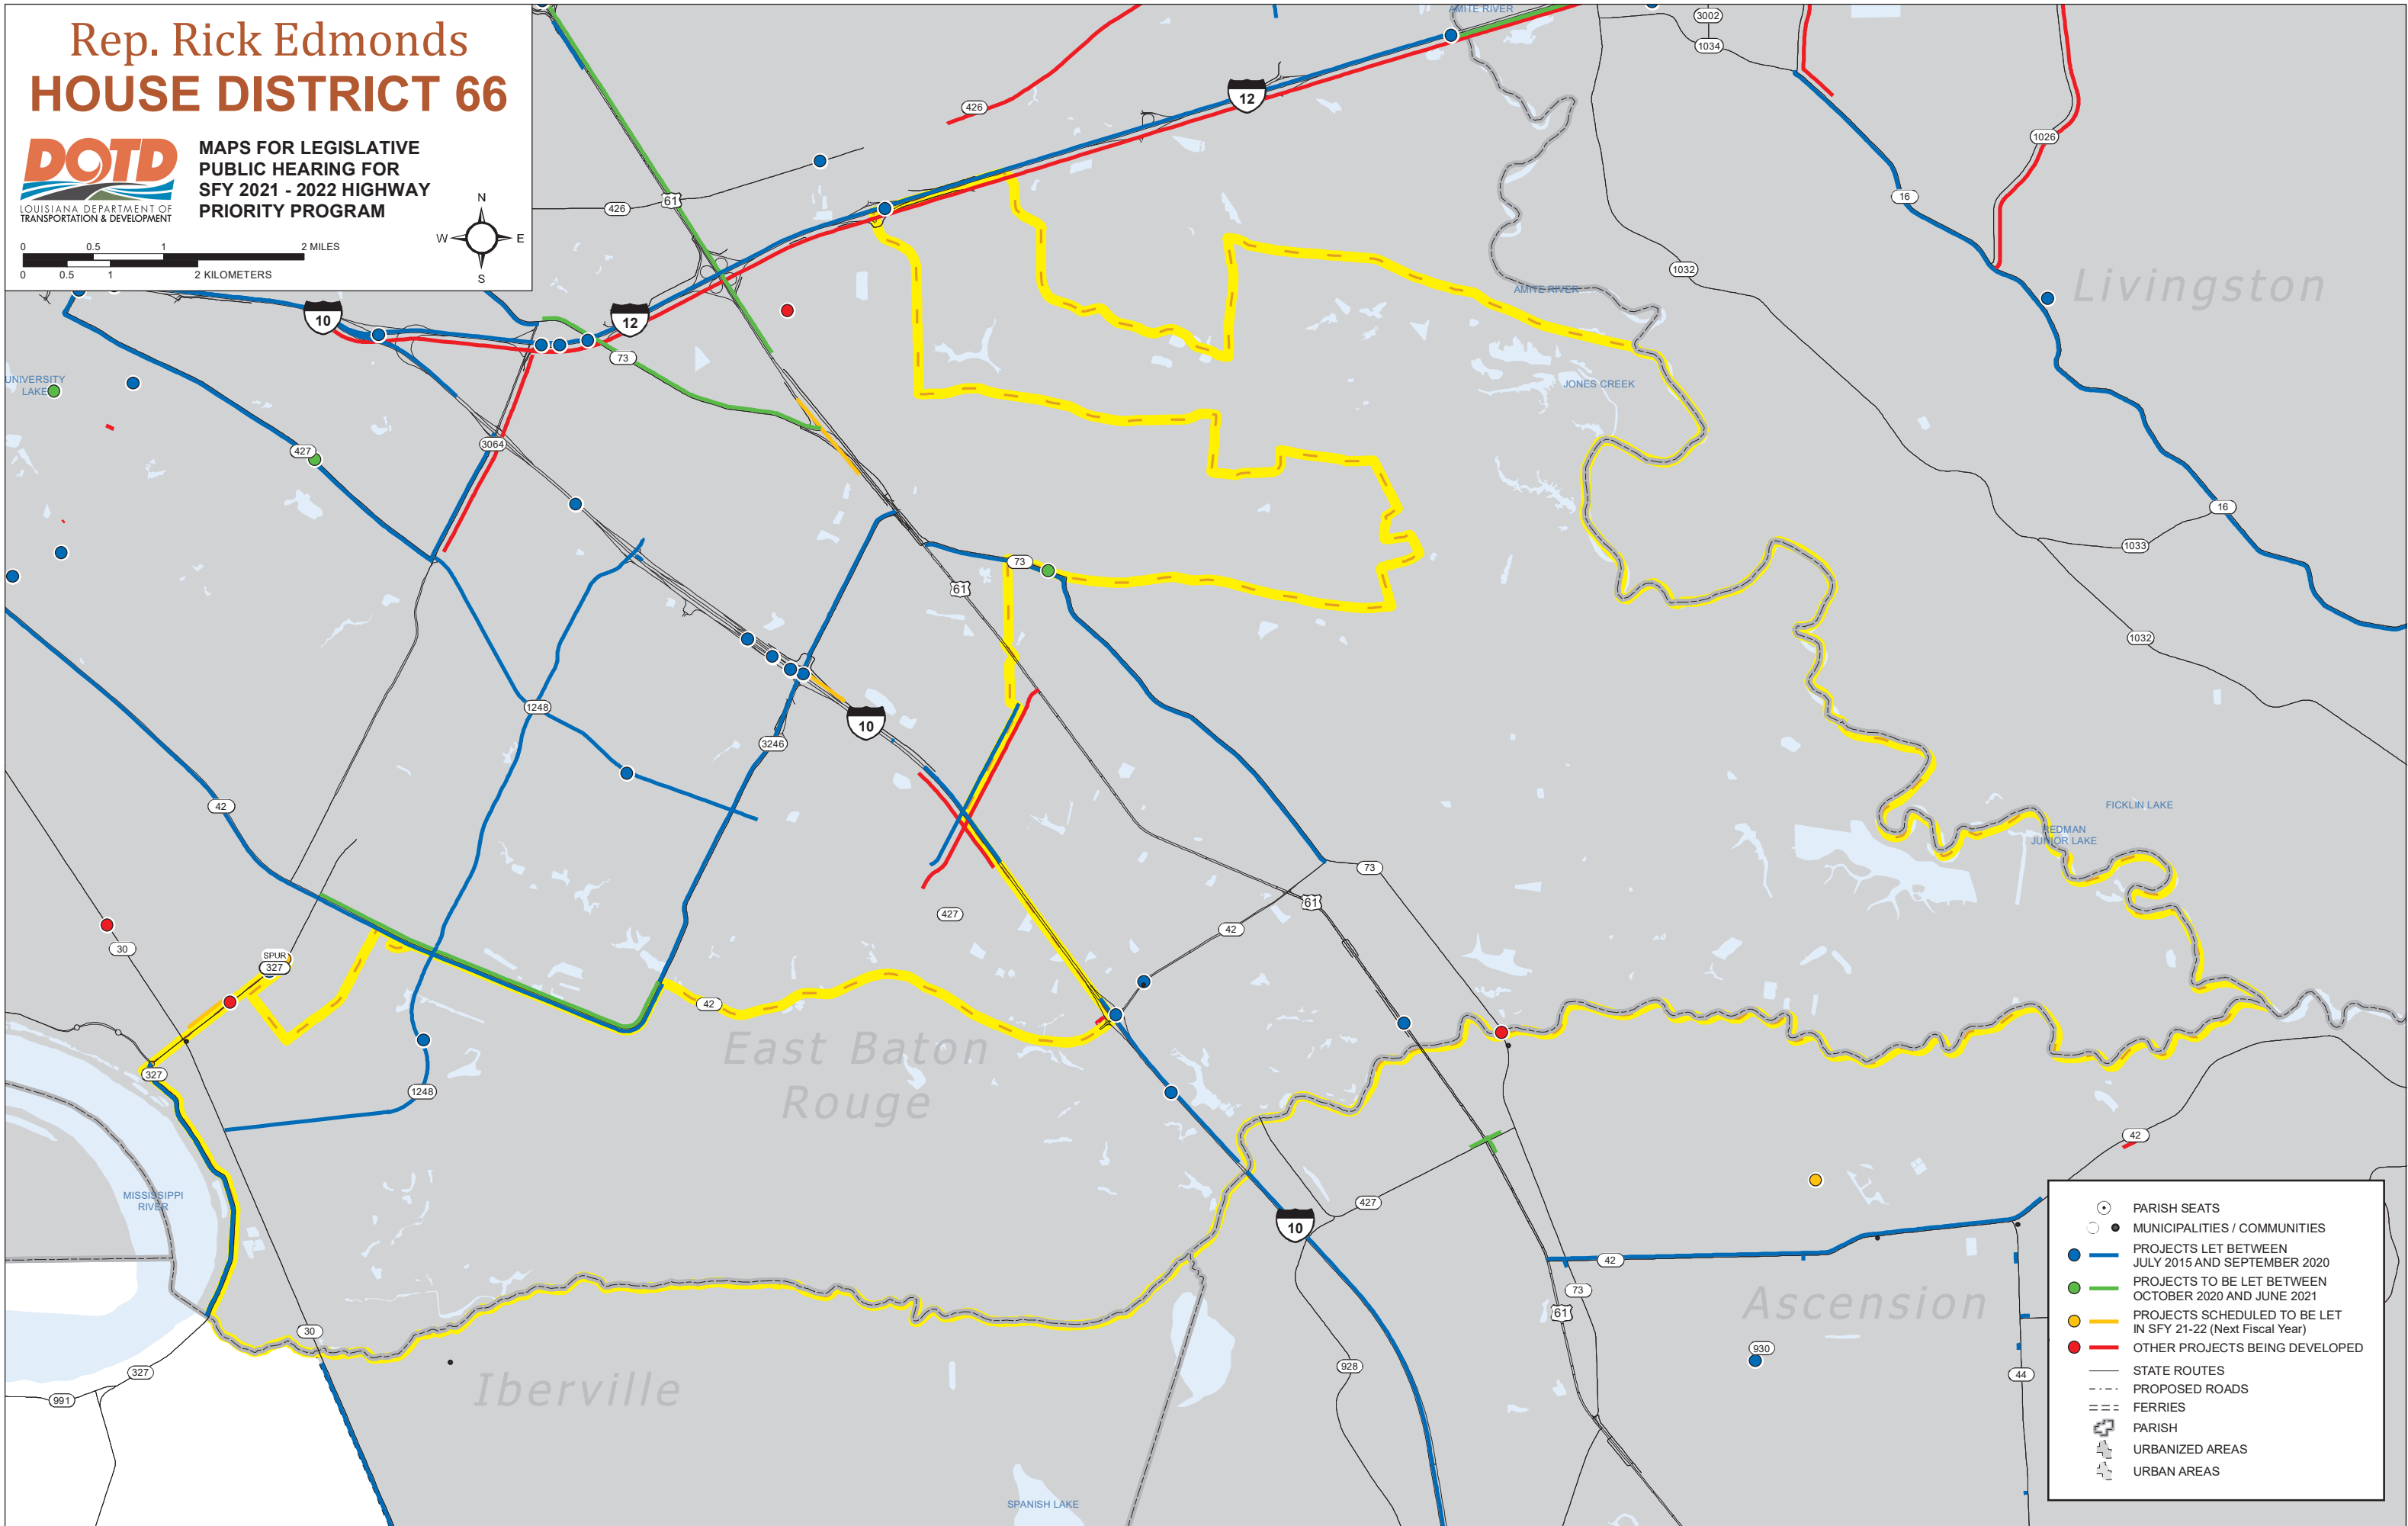 Rep. Rick Edmonds
HOUSE DISTRICT 66
DOTD
LOUISIANA DEPARTMENT OF
TRANSPORTATION & DEVELOPMENT
MAPS FOR LEGISLATIVE
PUBLIC HEARING FOR
SFY 2021 - 2022 HIGHWAY
PRIORITY PROGRAM
N
W
E
S
0 0.5 1 2 MILES
0 0.5 1 2 KILOMETERS
AMITE RIVER
3002
1034
426
12
1026
61
426
16
1032
Livingston
AMITE RIVER
10
12
73
UNIVERSITY
LAKE
JONES CREEK
3064
427
16
1033
73
61
1032
1248
10
3246
42
FICKLIN LAKE
REDMAN
JUNIOR LAKE
73
61
427
42
30
SPUR
327
42
East Baton
Rouge
327
1248
42
MISSISSIPPI
RIVER
427
10
42
73
Ascension
61
30
930
327
928
44
Iberville
991
SPANISH LAKE
PARISH SEATS
MUNICIPALITIES / COMMUNITIES
PROJECTS LET BETWEEN
JULY 2015 AND SEPTEMBER 2020
PROJECTS TO BE LET BETWEEN
OCTOBER 2020 AND JUNE 2021
PROJECTS SCHEDULED TO BE LET
IN SFY 21-22 (Next Fiscal Year)
OTHER PROJECTS BEING DEVELOPED
STATE ROUTES
PROPOSED ROADS
FERRIES
PARISH
URBANIZED AREAS
URBAN AREAS